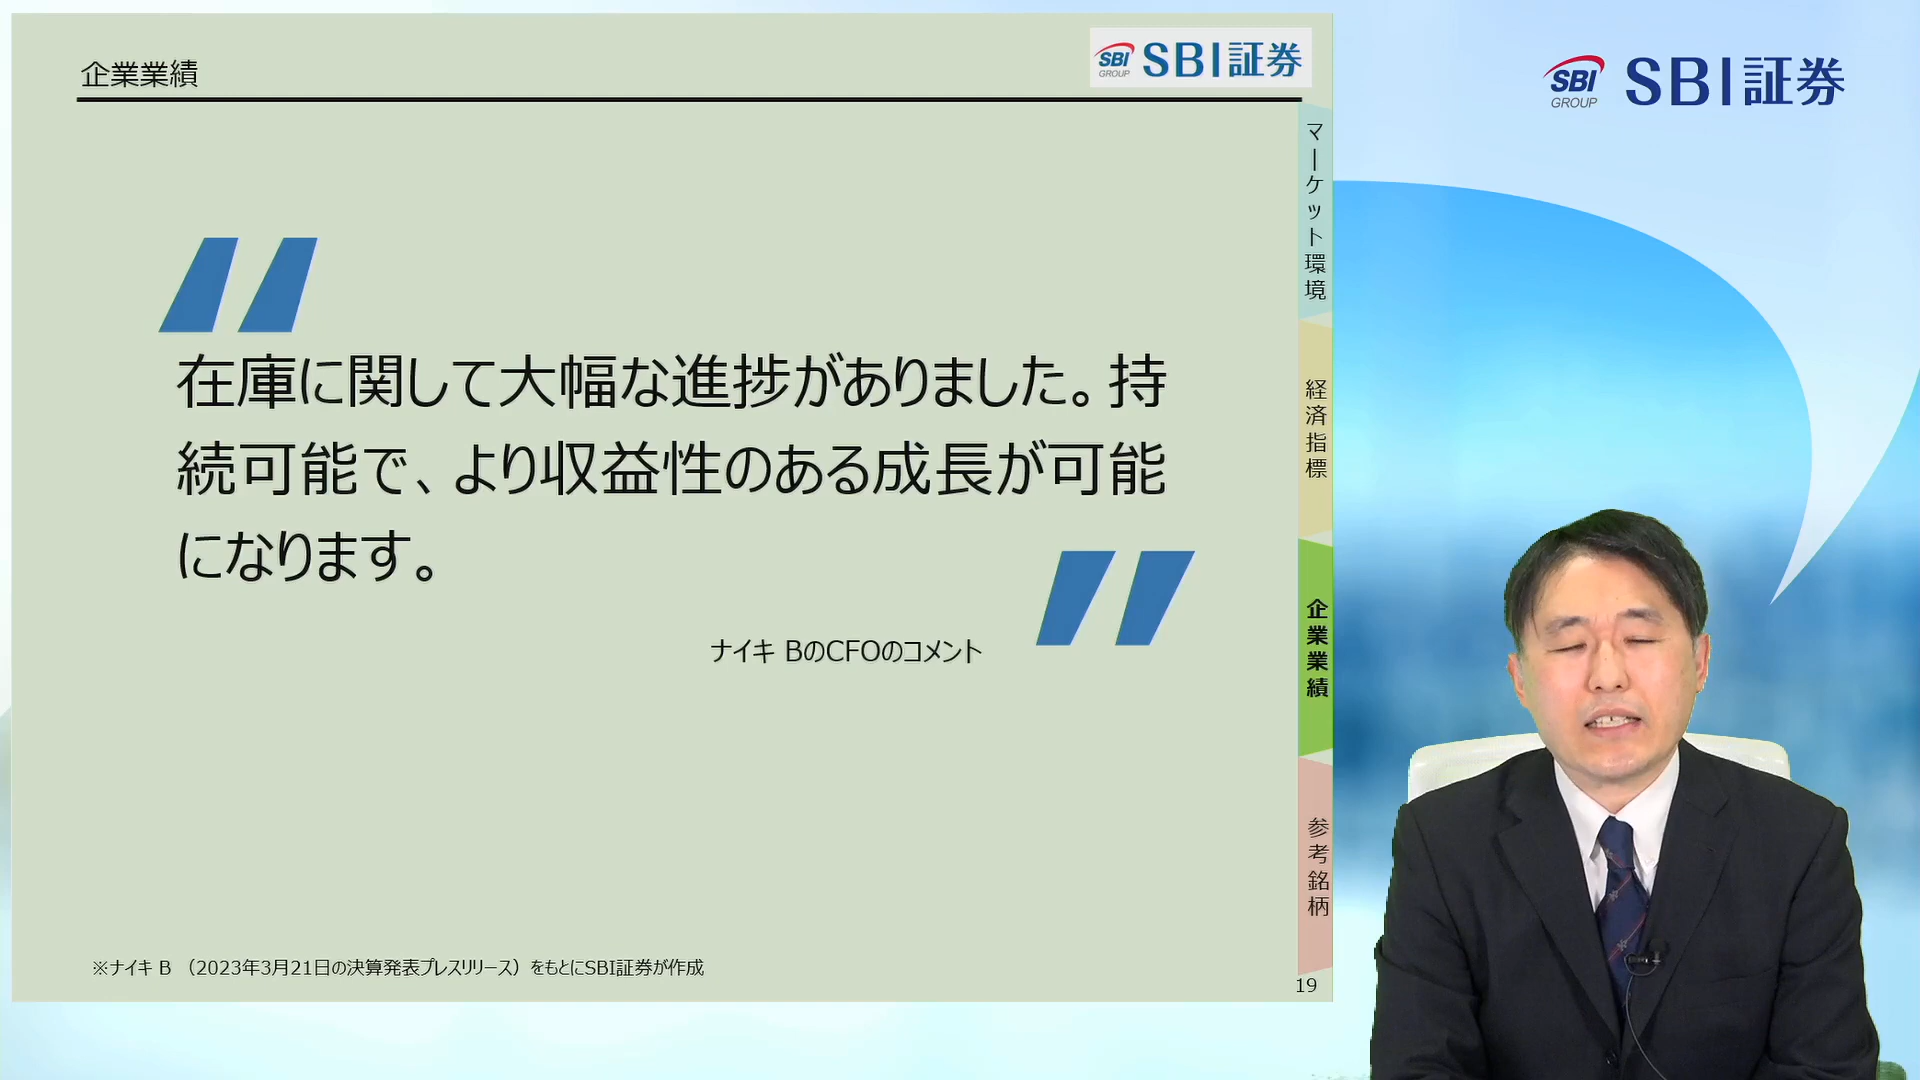 企業業績
SBI GROUP SBI証券
SBI GROUP SBI証券
在庫に関して大幅な進捗がありました。持
続可能で、より収益性のある成長が可能
になります。
ナイキ BのCFOのコメント
※ナイキ B （2023年3月21日の決算発表プレスリリース）をもとにSBI証券が作成
マーケット環境
経済指標
企業業績
参考銘柄
19